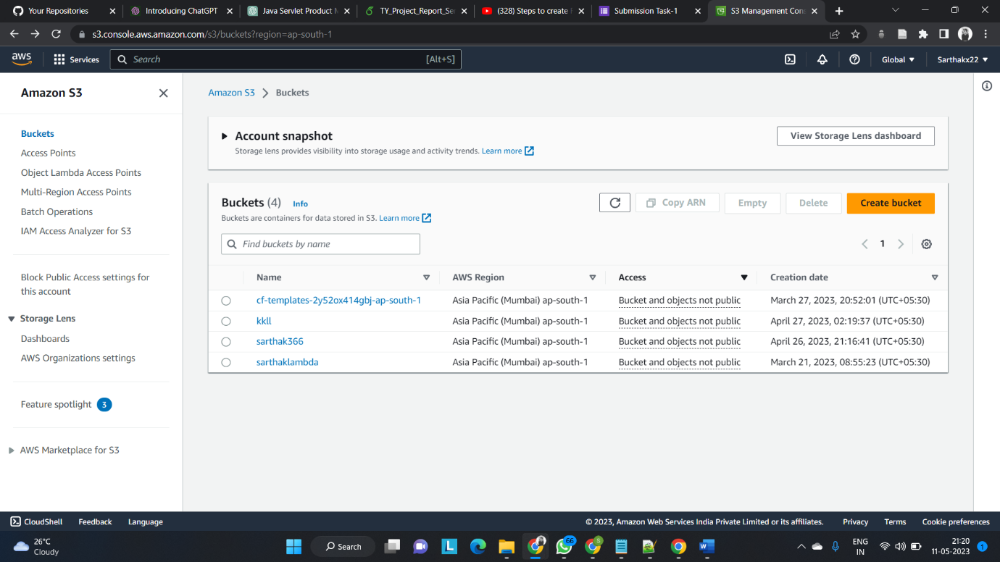 Your Repositories
Introducing ChatGPT
Java Servlet Product M
TY_Project_Report_Se
(328) Steps to create
Submission Task-1
S3 Management Con
s3.console.aws.amazon.com/s3/buckets?region=ap-south-1
aws
Services
Search
[Alt+S]
Global
Sarthakx22
Amazon S3
Buckets
Access Points
Object Lambda Access Points
Multi-Region Access Points
Batch Operations
IAM Access Analyzer for S3
Block Public Access settings for
this account
Storage Lens
Dashboards
AWS Organizations settings
Feature spotlight 3
AWS Marketplace for S3
Amazon S3 Buckets
Account snapshot
View Storage Lens dashboard
Storage lens provides visibility into storage usage and activity trends. Learn more
Buckets (4) Info
Buckets are containers for data stored in S3. Learn more
Copy ARN
Empty
Delete
Create bucket
Find buckets by name
1
Name AWS Region Access Creation date
cf-templates-2y52ox414gbj-ap-south-1 Asia Pacific (Mumbai) ap-south-1 Bucket and objects not public March 27, 2023, 20:52:01 (UTC+05:30)
kkll Asia Pacific (Mumbai) ap-south-1 Bucket and objects not public April 27, 2023, 02:19:37 (UTC+05:30)
sarthak366 Asia Pacific (Mumbai) ap-south-1 Bucket and objects not public April 26, 2023, 21:16:41 (UTC+05:30)
sarthaklambda Asia Pacific (Mumbai) ap-south-1 Bucket and objects not public March 21, 2023, 08:55:23 (UTC+05:30)
CloudShell Feedback Language
© 2023, Amazon Web Services India Private Limited or its affiliates. Privacy Terms Cookie preferences
26°C
Cloudy
Search
L
66
S
W
ENG
IN
21:20
11-05-2023
1